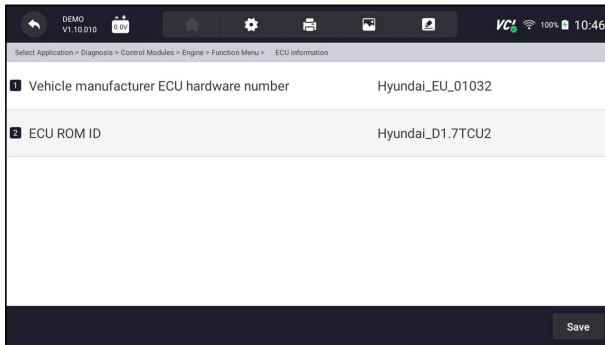 DEMO
V1.10.010
0.0V
VCI
100%
10:46
Select Application > Diagnosis > Control Modules > Engine > Function Menu > ECU information
1 Vehicle manufacturer ECU hardware number Hyundai_EU_01032
2 ECU ROM ID Hyundai_D1.7TCU2
Save